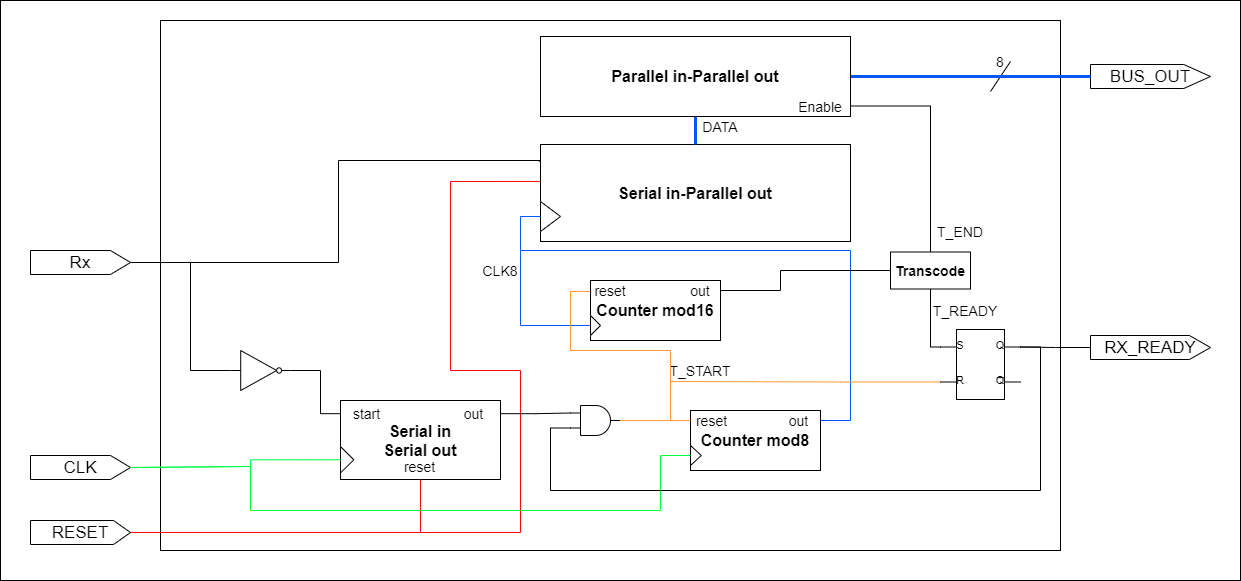 Parallel in-Parallel out
8
BUS_OUT
Enable
DATA
Serial in-Parallel out
T_END
Rx
CLK8
Transcode
reset
out
Counter mod16
T_READY
S
Q
RX_READY
T_START
R
Q
start
out
Serial in
Serial out
reset
reset
out
Counter mod8
CLK
RESET